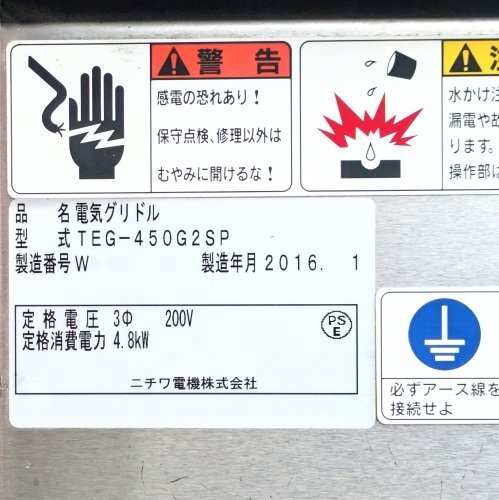 警告
感電の恐れあり！
保守点検、修理以外は
むやみに開けるな！
注
水かけ注
漏電や故
ります。
操作部は
品 名 電気グリドル
型 式 TEG-450G2SP
製造番号 W 製造年月 2016. 1
定格電圧 3Φ 200V
定格消費電力 4.8kW
PS
E
ニチワ電機株式会社
必ずアース線を
接続せよ